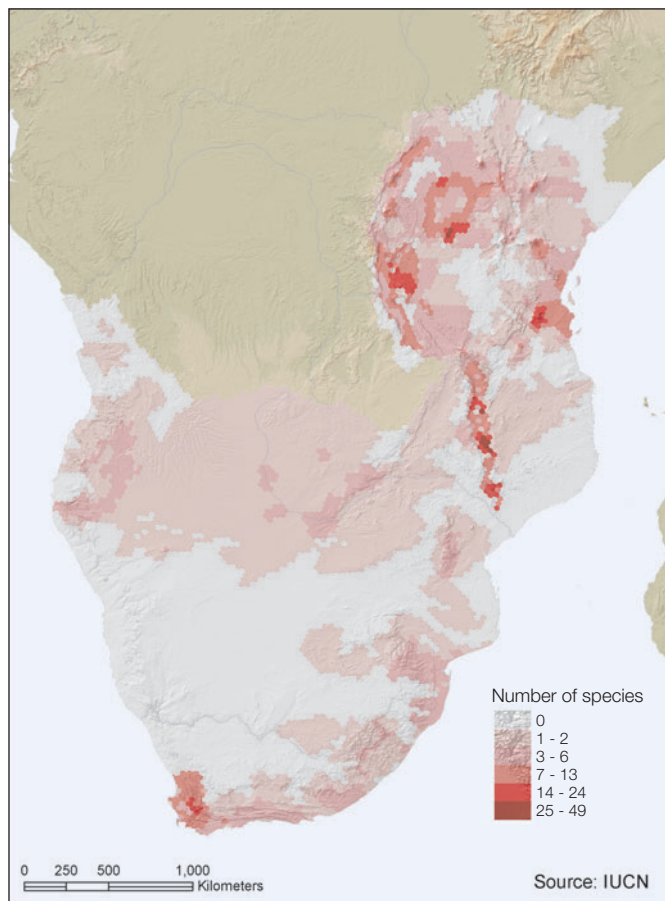 Number of species
0
1 - 2
3 - 6
7 - 13
14 - 24
25 - 49
0 250 500 1,000
Kilometers
Source: IUCN